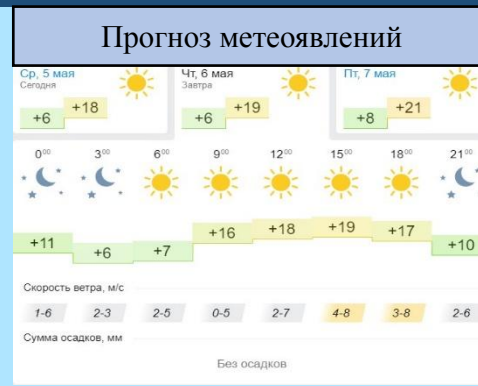 Прогноз метеоявлений
Ср, 5 мая Чт, 6 мая Пт, 7 мая
Сегодня Завтра
+6 +18 +6 +19 +8 +21
0⁰⁰ 3⁰⁰ 6⁰⁰ 9⁰⁰ 12⁰⁰ 15⁰⁰ 18⁰⁰ 21⁰⁰
+11 +6 +7 +16 +18 +19 +17 +10
Скорость ветра, м/с
1-6 2-3 2-5 0-5 2-7 4-8 3-8 2-6
Сумма осадков, мм
Без осадков